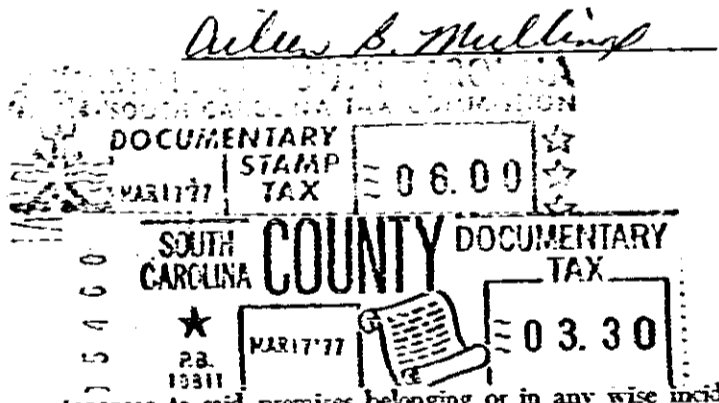 Aileen B. Mullinax
SOUTH CAROLINA TAX COMMISSION
DOCUMENTARY
STAMP
TAX
MAR17'77
≡06.00
SOUTH
CAROLINA
COUNTY
DOCUMENTARY
TAX
MAR17'77
≡03.30
P.B.
10311
to said premises belonging or in any wise incid